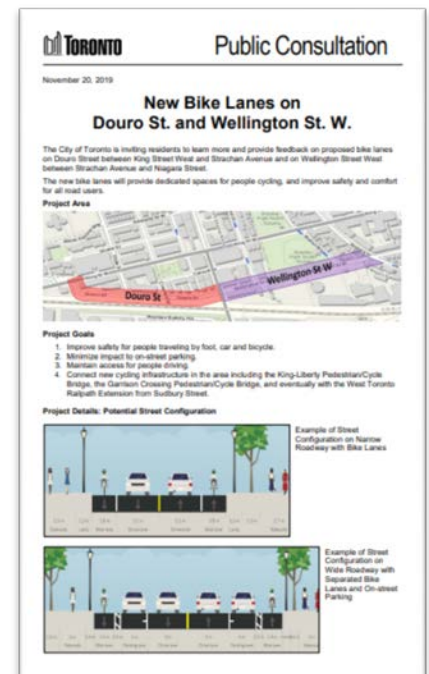 TORONTO
Public Consultation
November 20, 2019
New Bike Lanes on
Douro St. and Wellington St. W.
The City of Toronto is inviting residents to learn more and provide feedback on proposed bike lanes
on Douro Street between King Street West and Strachan Avenue and on Wellington Street West
between Strachan Avenue and Niagara Street.
The new bike lanes will provide dedicated spaces for people cycling, and improve safety and comfort
for all road users.
Project Area
Douro St
Wellington St W
Project Goals
1. Improve safety for people traveling by foot, car and bicycle.
2. Minimize impact to on-street parking.
3. Maintain access for people driving.
4. Connect new cycling infrastructure in the area including the King-Liberty Pedestrian/Cycle
Bridge, the Garrison Crossing Pedestrian/Cycle Bridge, and eventually with the West Toronto
Railpath Extension from Sudbury Street.
Project Details: Potential Street Configuration
Example of Street
Configuration on Narrow
Roadway with Bike Lanes
Example of Street
Configuration on
Wide Roadway with
Separated Bike
Lanes and On-street
Parking